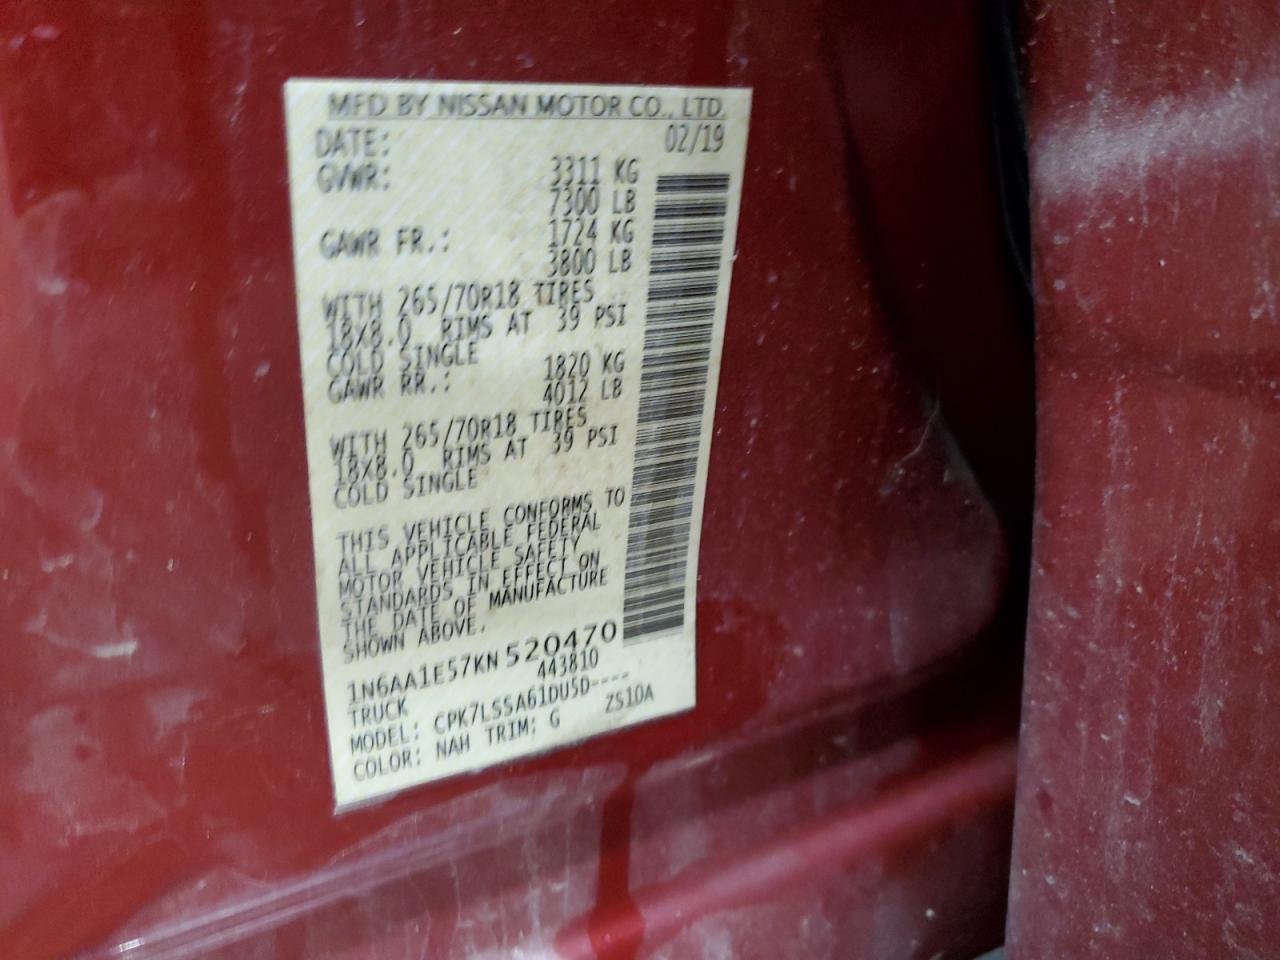 MFD BY NISSAN MOTOR CO., LTD.
DATE: 02/19
GVWR: 3311 KG
7300 LB
GAWR FR.: 1724 KG
3800 LB
WITH 265/70R18 TIRES
18X8.0 RIMS AT 39 PSI
COLD SINGLE
GAWR RR.: 1820 KG
4012 LB
WITH 265/70R18 TIRES
18X8.0 RIMS AT 39 PSI
COLD SINGLE
THIS VEHICLE CONFORMS TO
ALL APPLICABLE FEDERAL
MOTOR VEHICLE SAFETY
STANDARDS IN EFFECT ON
THE DATE OF MANUFACTURE
SHOWN ABOVE.
1N6AA1E57KN520470
TRUCK 443810
MODEL: CPK7LSSA61DU5D----
COLOR: NAH TRIM: G ZS10A